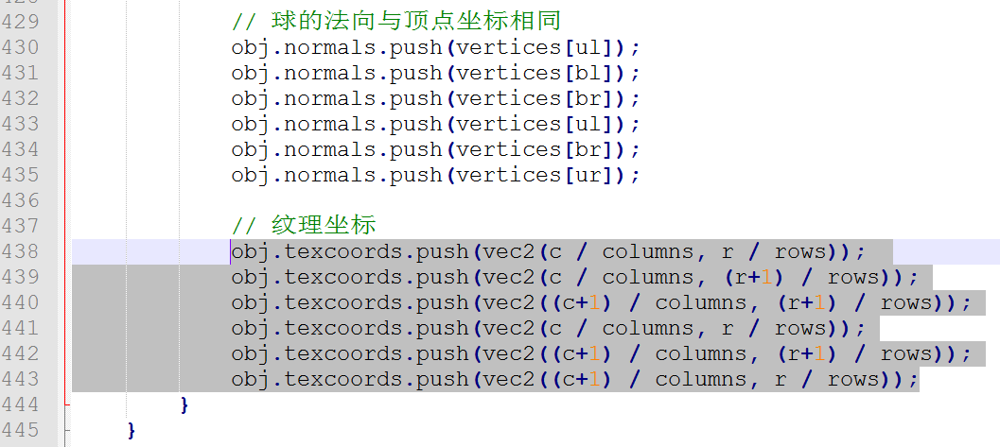 429 // 球的法向与顶点坐标相同
430 obj.normals.push(vertices[ul]);
431 obj.normals.push(vertices[bl]);
432 obj.normals.push(vertices[br]);
433 obj.normals.push(vertices[ul]);
434 obj.normals.push(vertices[br]);
435 obj.normals.push(vertices[ur]);
436
437 // 纹理坐标
438 obj.texcoords.push(vec2(c / columns, r / rows));
439 obj.texcoords.push(vec2(c / columns, (r+1) / rows));
440 obj.texcoords.push(vec2((c+1) / columns, (r+1) / rows));
441 obj.texcoords.push(vec2(c / columns, r / rows));
442 obj.texcoords.push(vec2((c+1) / columns, (r+1) / rows));
443 obj.texcoords.push(vec2((c+1) / columns, r / rows));
444 }
445 }